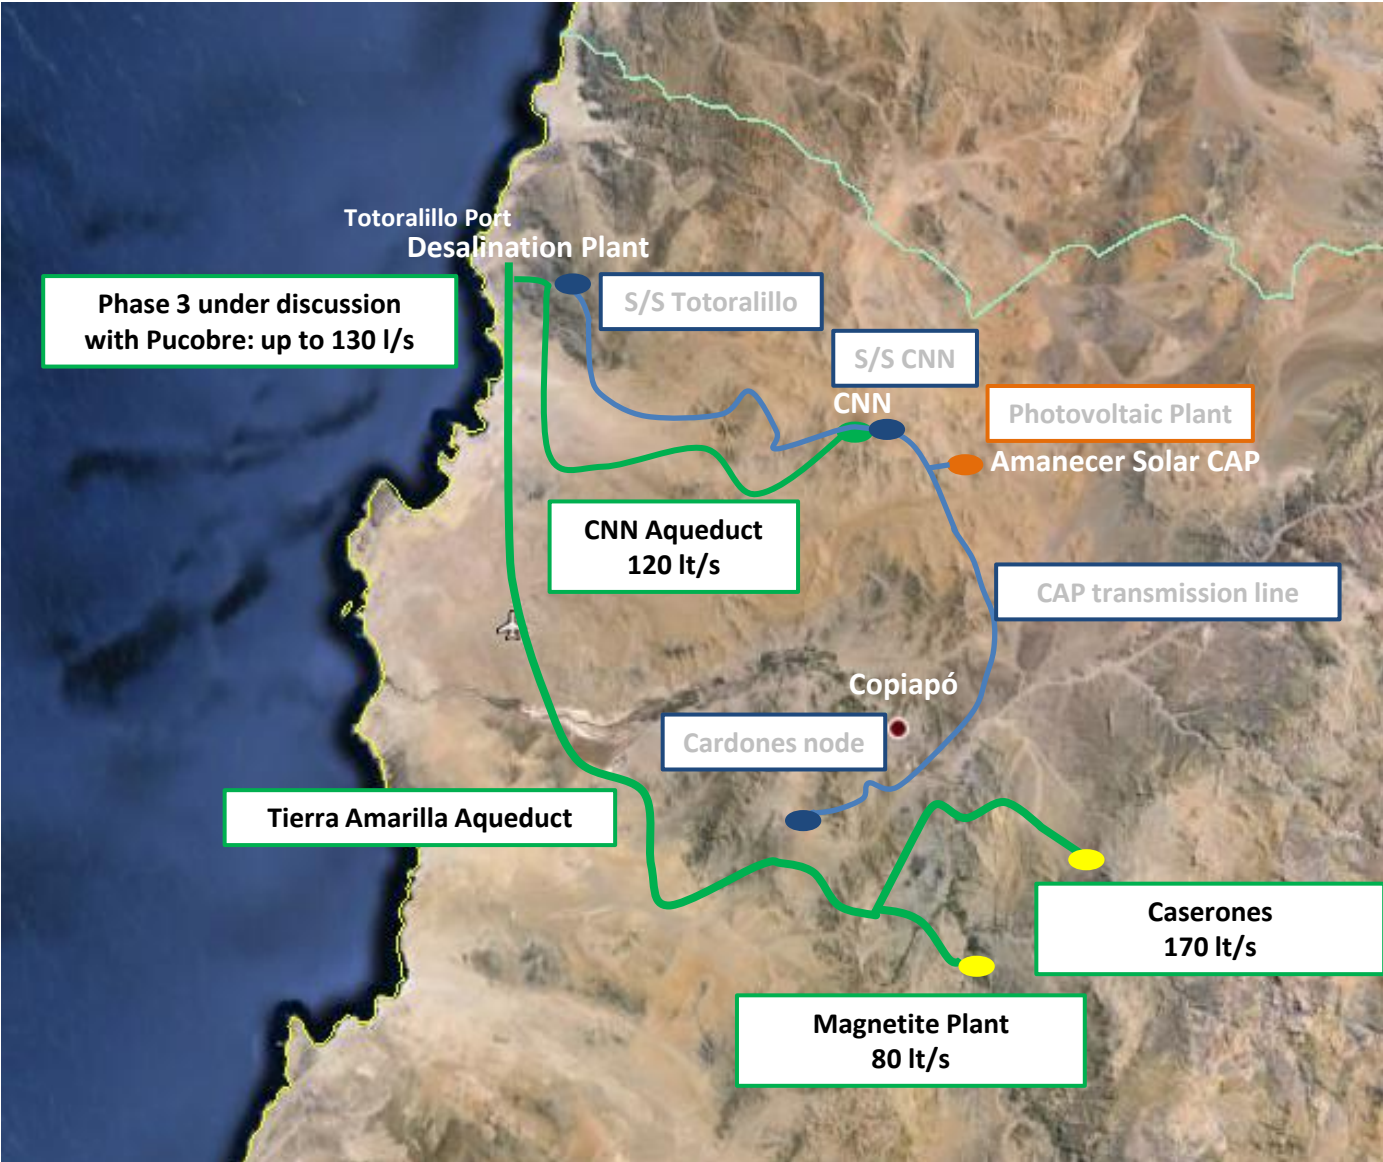 Totoralillo Port
Desalination Plant
Phase 3 under discussion
with Pucobre: up to 130 l/s
S/S Totoralillo
S/S CNN
CNN
Photovoltaic Plant
Amanecer Solar CAP
CNN Aqueduct
120 lt/s
CAP transmission line
Copiapó
Cardones node
Tierra Amarilla Aqueduct
Caserones
170 lt/s
Magnetite Plant
80 lt/s